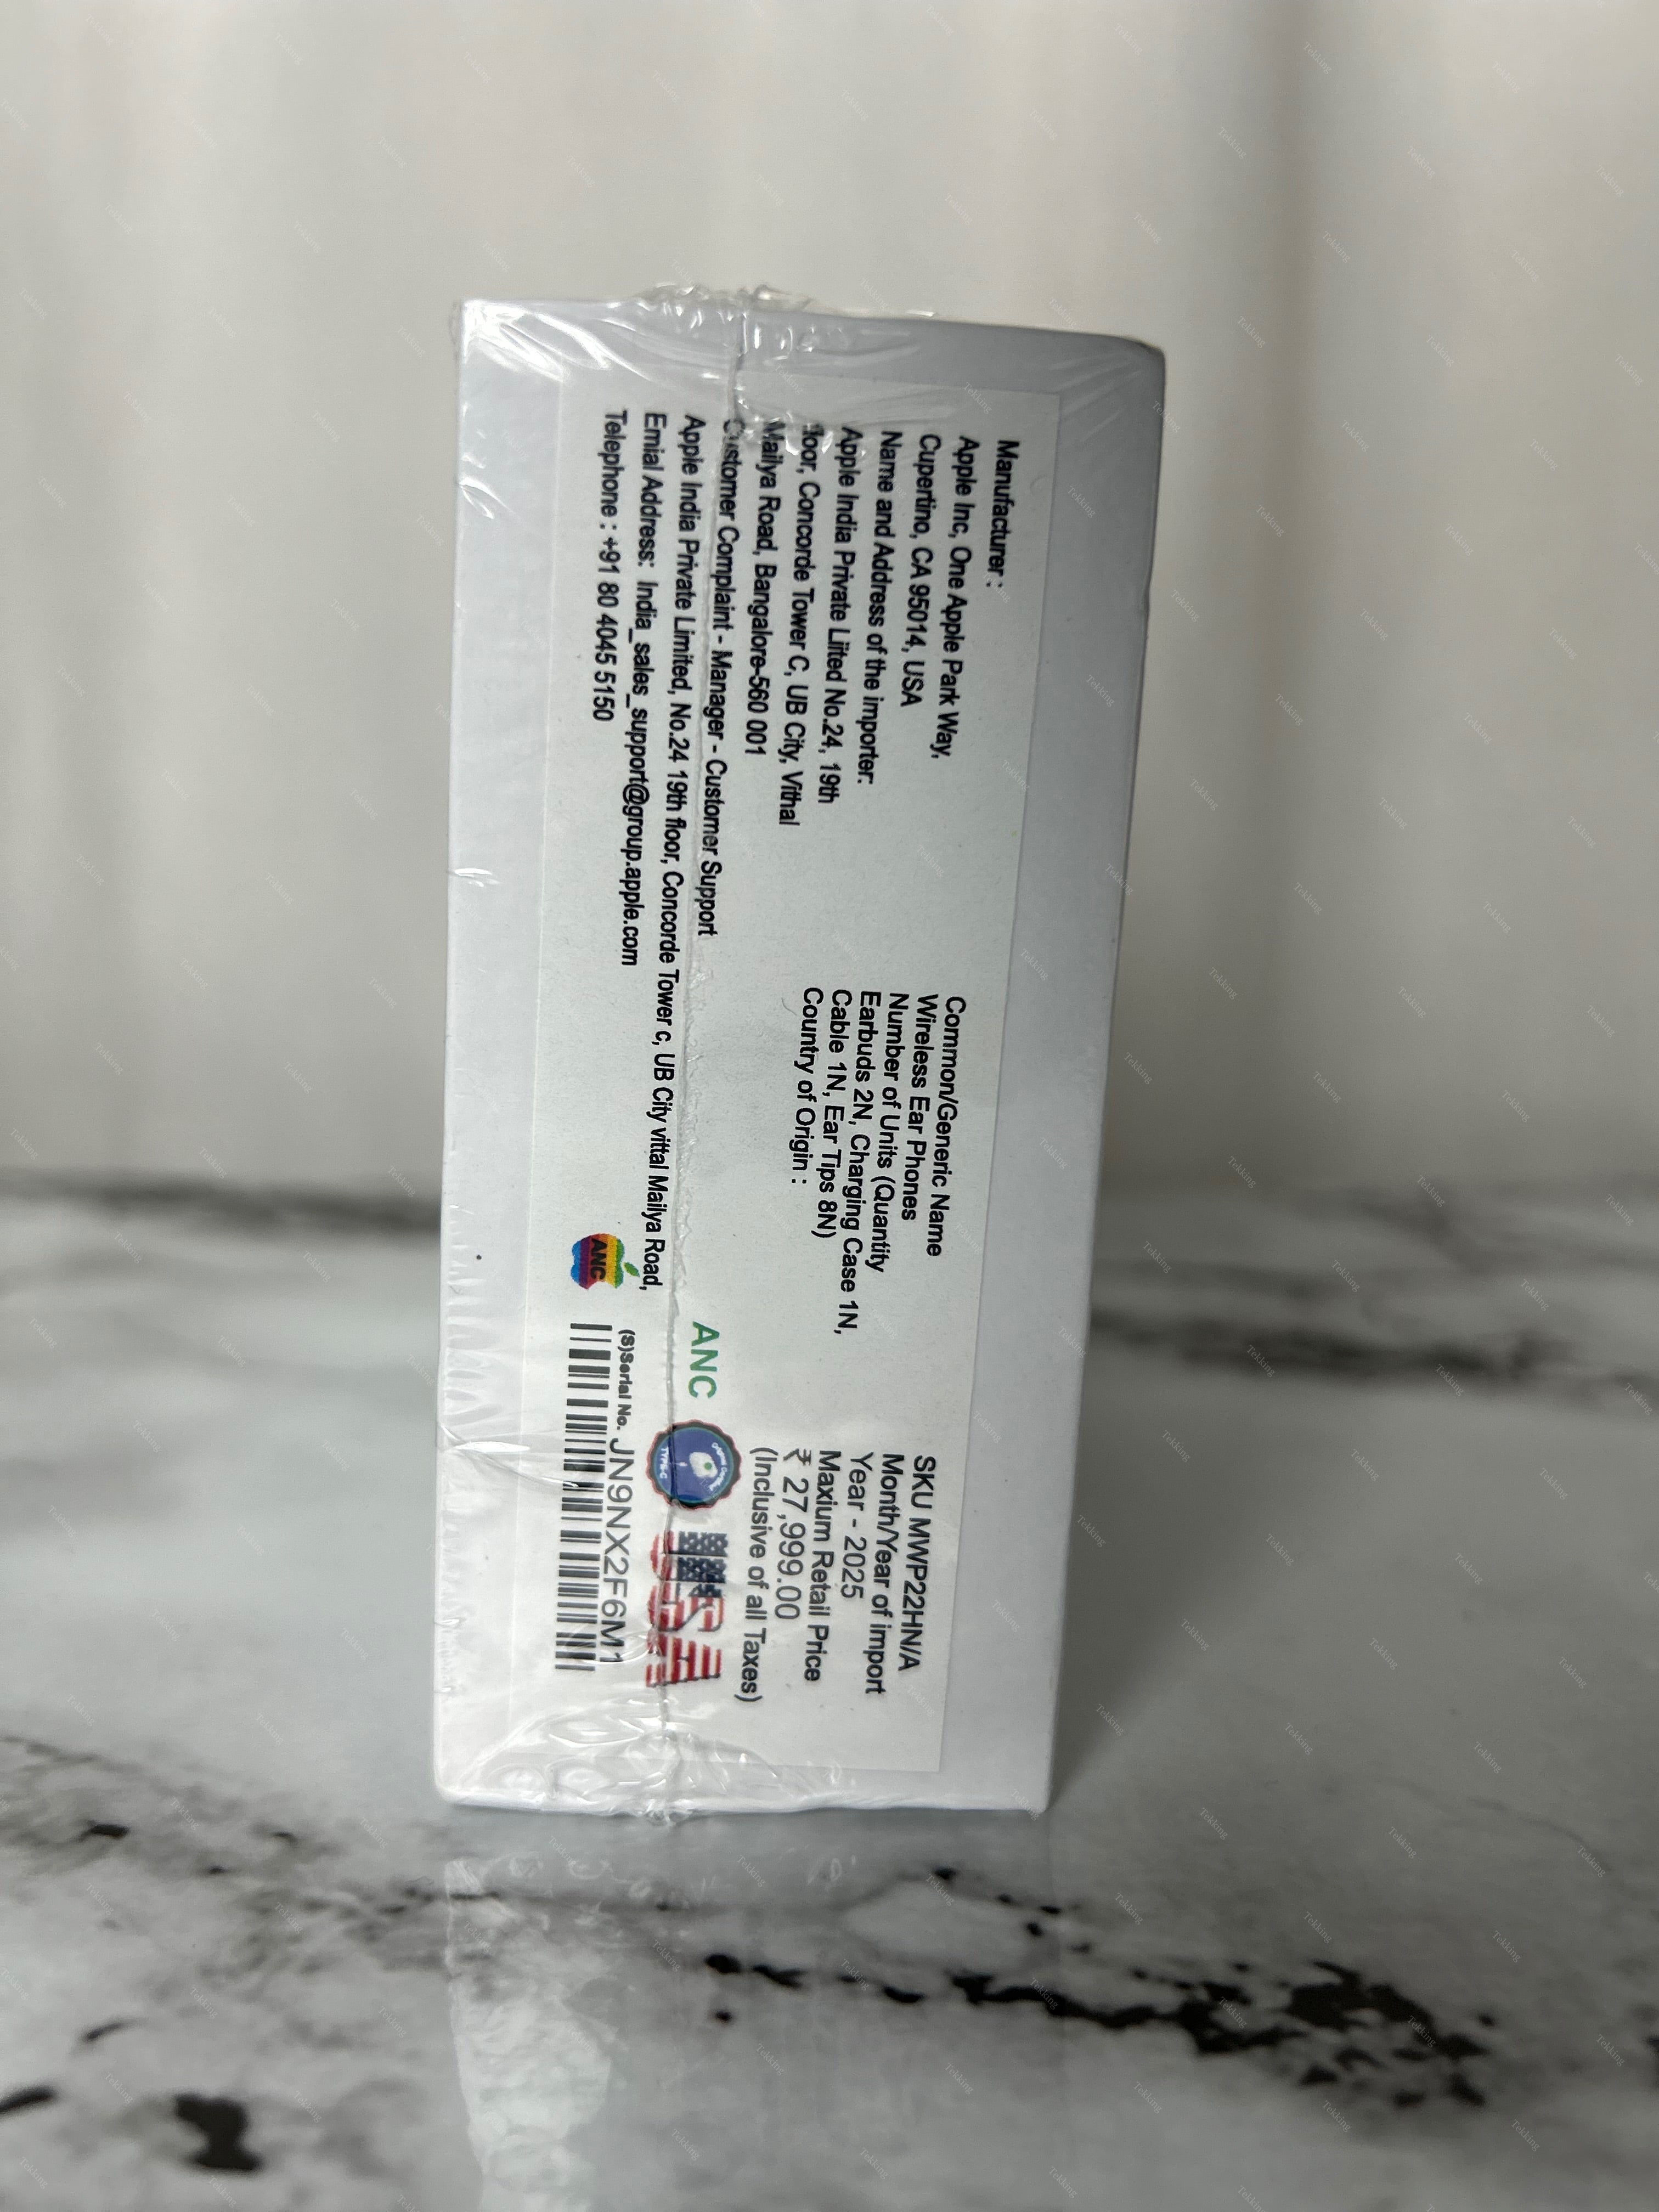 Manufacturer :
Apple Inc, One Apple Park Way,
Cupertino, CA 95014, USA
Name and Address of the importer:
Apple India Private Liited No.24, 19th
floor, Concorde Tower C, UB City, Vithal
Mailya Road, Bangalore-560 001
Customer Complaint - Manager - Customer Support
Apple India Private Limited, No.24 19th floor, Concorde Tower c, UB City vittal Mailya Road,
Emial Address: India_sales_support@group.apple.com
Telephone : +91 80 4045 5150
Common/Generic Name
Wireless Ear Phones
Number of Units (Quantity
Earbuds 2N, Charging Case 1N,
Cable 1N, Ear Tips 8N)
Country of Origin :
SKU MWP22HN/A
Month/Year of import
Year - 2025
Maxium Retail Price
₹ 27,999.00
(Inclusive of all Taxes)
ANC
TYPE-C
USA
ANC
(S)Serial No. JN9NX2F6M1
Tekking